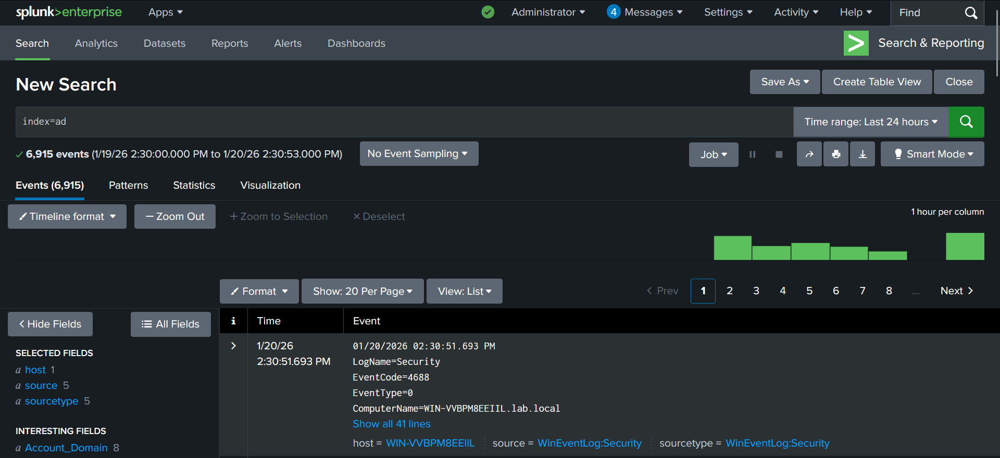 splunk>enterprise Apps Administrator 4 Messages Settings Activity Help Find
Search Analytics Datasets Reports Alerts Dashboards Search & Reporting
New Search Save As Create Table View Close
index=ad Time range: Last 24 hours
6,915 events (1/19/26 2:30:00.000 PM to 1/20/26 2:30:53.000 PM) No Event Sampling Job Smart Mode
Events (6,915) Patterns Statistics Visualization
Timeline format Zoom Out Zoom to Selection Deselect 1 hour per column
Format Show: 20 Per Page View: List Prev 1 2 3 4 5 6 7 8 ... Next
Hide Fields All Fields i Time Event
SELECTED FIELDS
a host 1
a source 5
a sourcetype 5
INTERESTING FIELDS
a Account_Domain 8
1/20/26
2:30:51.693 PM
01/20/2026 02:30:51.693 PM
LogName=Security
EventCode=4688
EventType=0
ComputerName=WIN-VVBPM8EEIIL.lab.local
Show all 41 lines
host = WIN-VVBPM8EEIIL source = WinEventLog:Security sourcetype = WinEventLog:Security